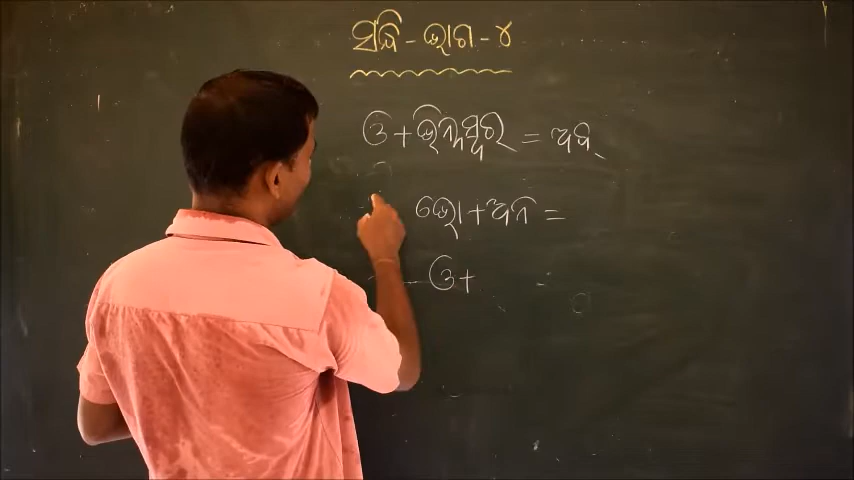 ସନ୍ଧି - ଭାଗ - ୪
ଓ + ଭିନ୍ନସ୍ୱର = ଅବ୍
ଭୋ + ଅନ =
ଓ +